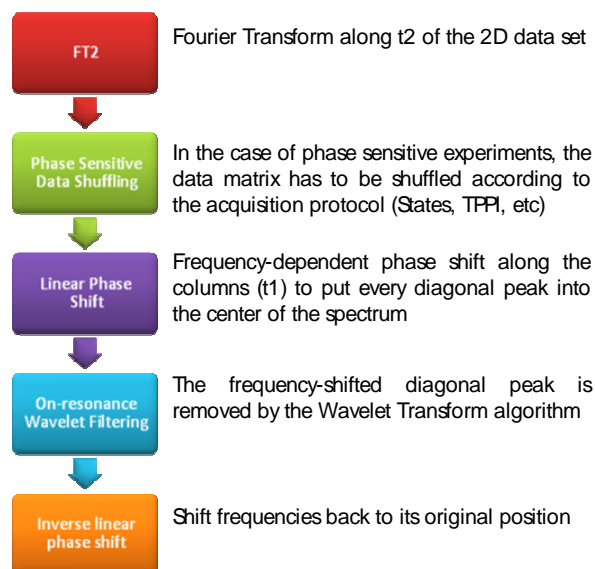 FT2
Fourier Transform along t2 of the 2D data set
Phase Sensitive
Data Shuffling
In the case of phase sensitive experiments, the
data matrix has to be shuffled according to
the acquisition protocol (States, TPPI, etc)
Linear Phase
Shift
Frequency-dependent phase shift along the
columns (t1) to put every diagonal peak into
the center of the spectrum
On-resonance
Wavelet Filtering
The frequency-shifted diagonal peak is
removed by the Wavelet Transform algorithm
Inverse linear
phase shift
Shift frequencies back to its original position